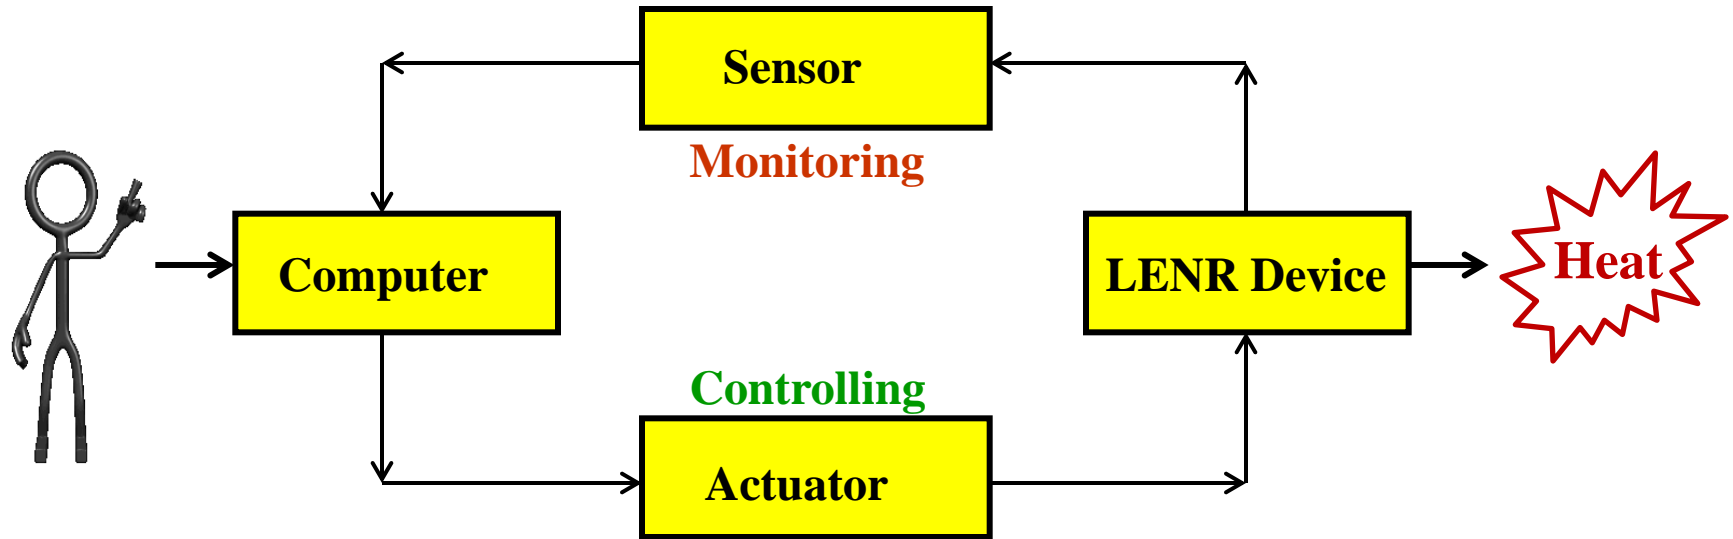 Sensor
Monitoring
Computer
LENR Device
Heat
Controlling
Actuator